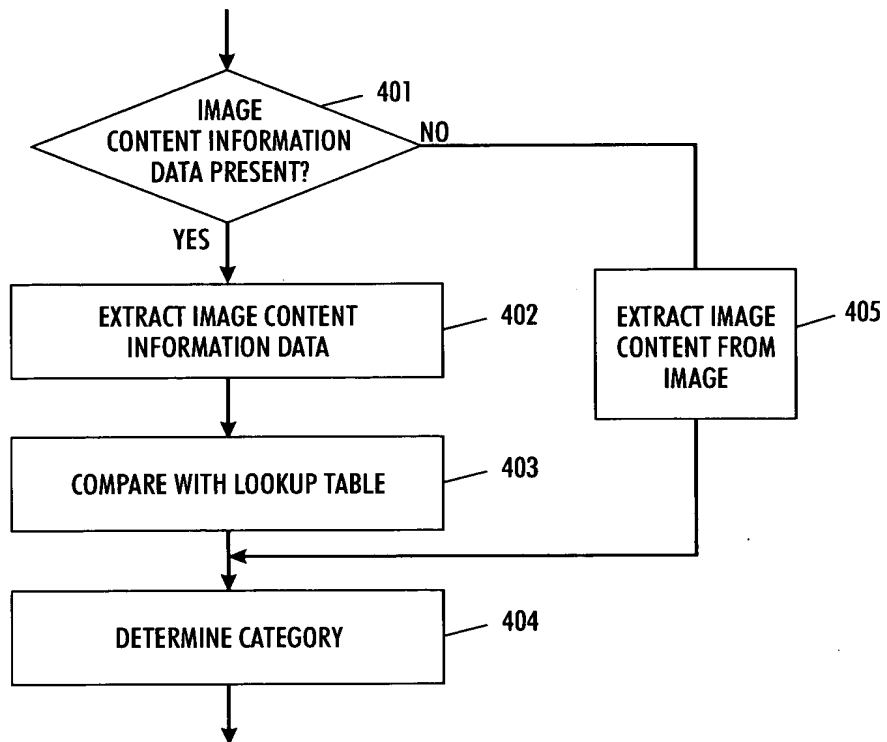 401
IMAGE
CONTENT INFORMATION
DATA PRESENT?
NO
YES
EXTRACT IMAGE CONTENT
INFORMATION DATA
402
EXTRACT IMAGE
CONTENT FROM
IMAGE
405
COMPARE WITH LOOKUP TABLE
403
DETERMINE CATEGORY
404